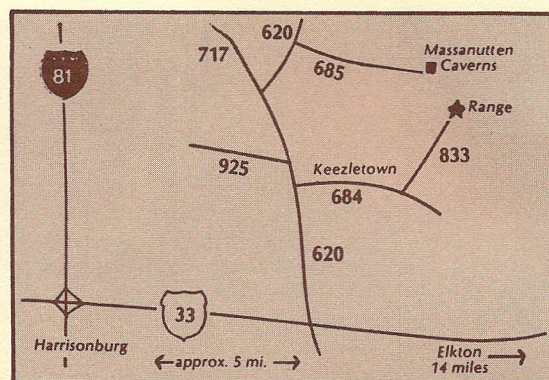 620
717
Massanutten
Caverns
81
685
Range
925
Keezletown
833
684
620
33
Harrisonburg
approx. 5 mi.
Elkton
14 miles